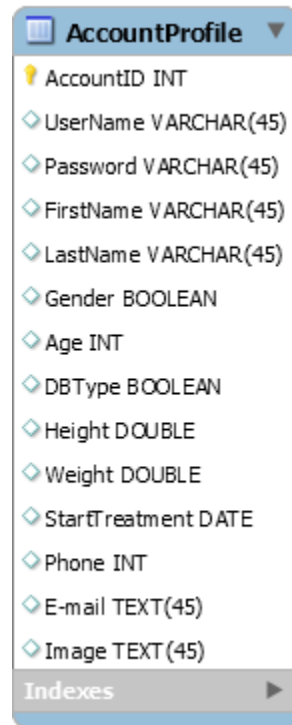 AccountProfile
AccountID INT
UserName VARCHAR(45)
Password VARCHAR(45)
FirstName VARCHAR(45)
LastName VARCHAR(45)
Gender BOOLEAN
Age INT
DBType BOOLEAN
Height DOUBLE
Weight DOUBLE
StartTreatment DATE
Phone INT
E-mail TEXT(45)
Image TEXT(45)
Indexes